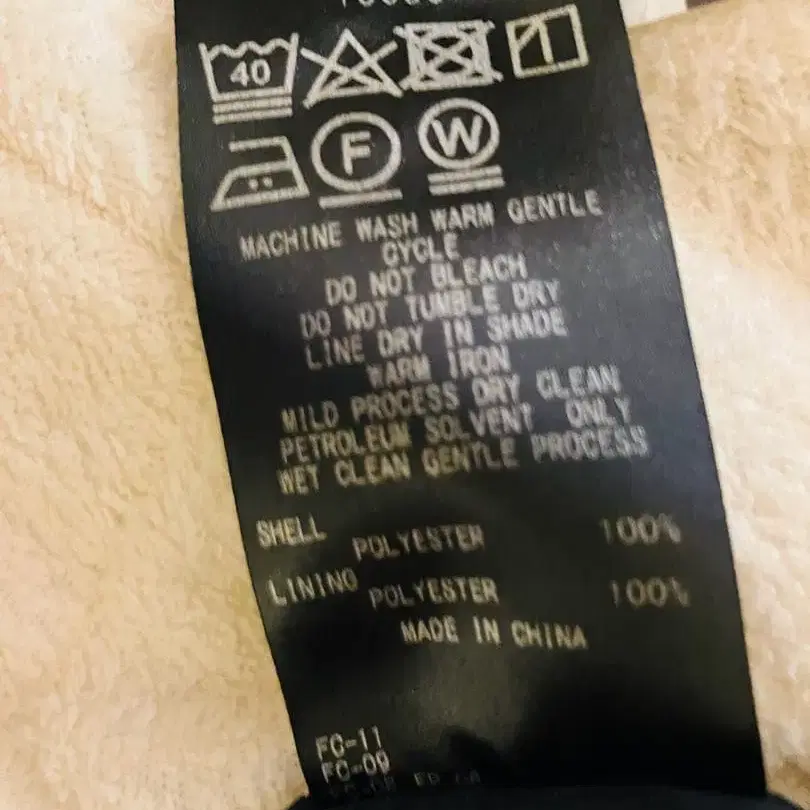 40
F W
MACHINE WASH WARM GENTLE
CYCLE
DO NOT BLEACH
DO NOT TUMBLE DRY
LINE DRY IN SHADE
WARM IRON
MILD PROCESS DRY CLEAN
PETROLEUM SOLVENT ONLY
WET CLEAN GENTLE PROCESS
SHELL POLYESTER 100%
LINING POLYESTER 100%
MADE IN CHINA
FC-11
FC-09